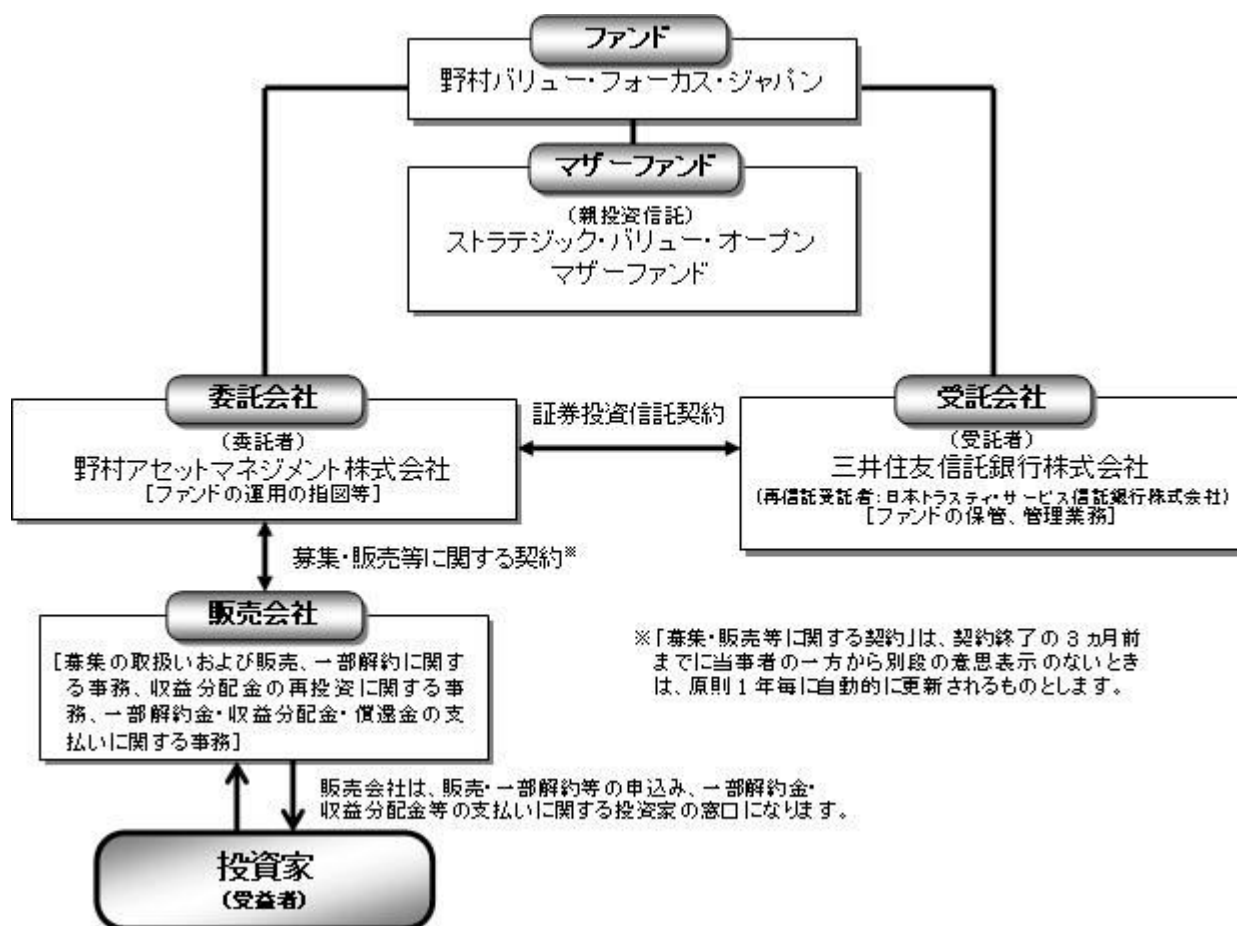 ファンド
野村バリュー・フォーカス・ジャパン
マザーファンド
（親投資信託）
ストラテジック・バリュー・オープン
マザーファンド
委託会社
（委託者）
野村アセットマネジメント株式会社
［ファンドの運用の指図等］
証券投資信託契約
受託会社
（受託者）
三井住友信託銀行株式会社
（再信託受託者：日本トラスティ・サービス信託銀行株式会社）
［ファンドの保管、管理業務］
募集・販売等に関する契約※
販売会社
［募集の取扱いおよび販売、一部解約に関す
る事務、収益分配金の再投資に関する事
務、一部解約金・収益分配金・償還金の支
払いに関する事務］
※「募集・販売等に関する契約」は、契約終了の３ヵ月前
までに当事者の一方から別段の意思表示のないとき
は、原則１年毎に自動的に更新されるものとします。
販売会社は、販売・一部解約等の申込み、一部解約金・
収益分配金等の支払いに関する投資家の窓口になります。
投資家
（受益者）